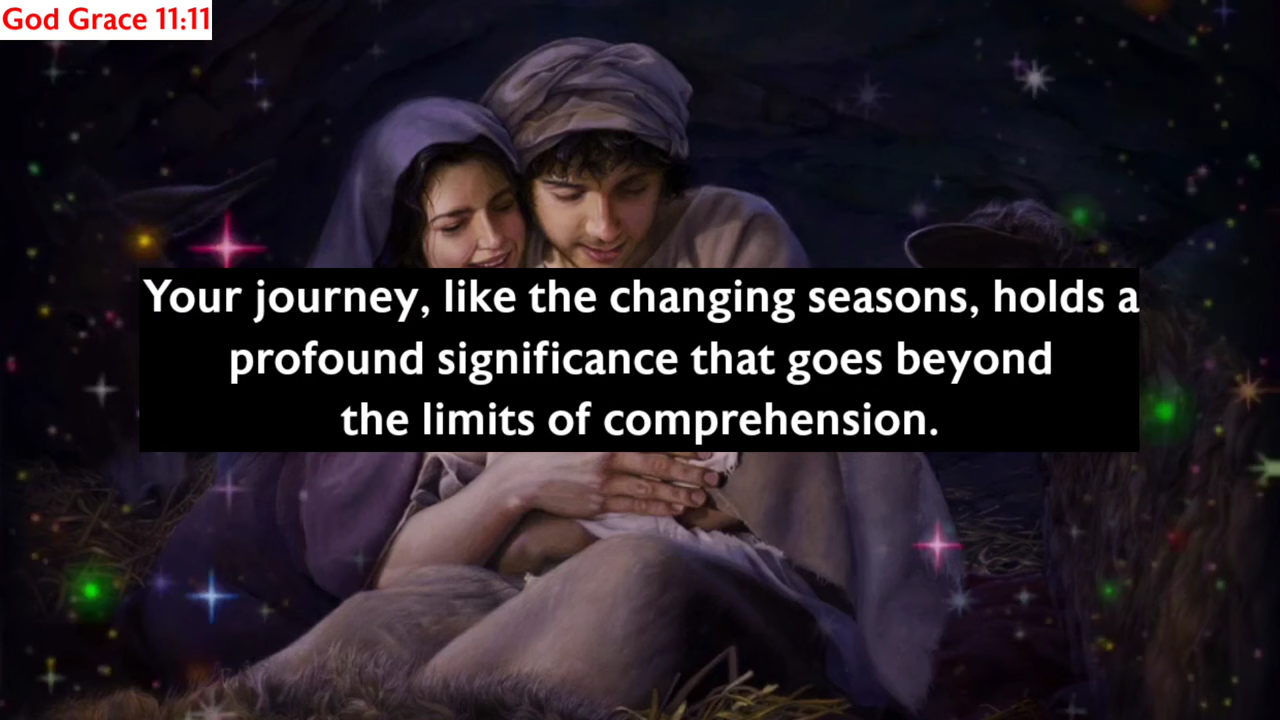 God Grace 11:11
Your journey, like the changing seasons, holds a
profound significance that goes beyond
the limits of comprehension.